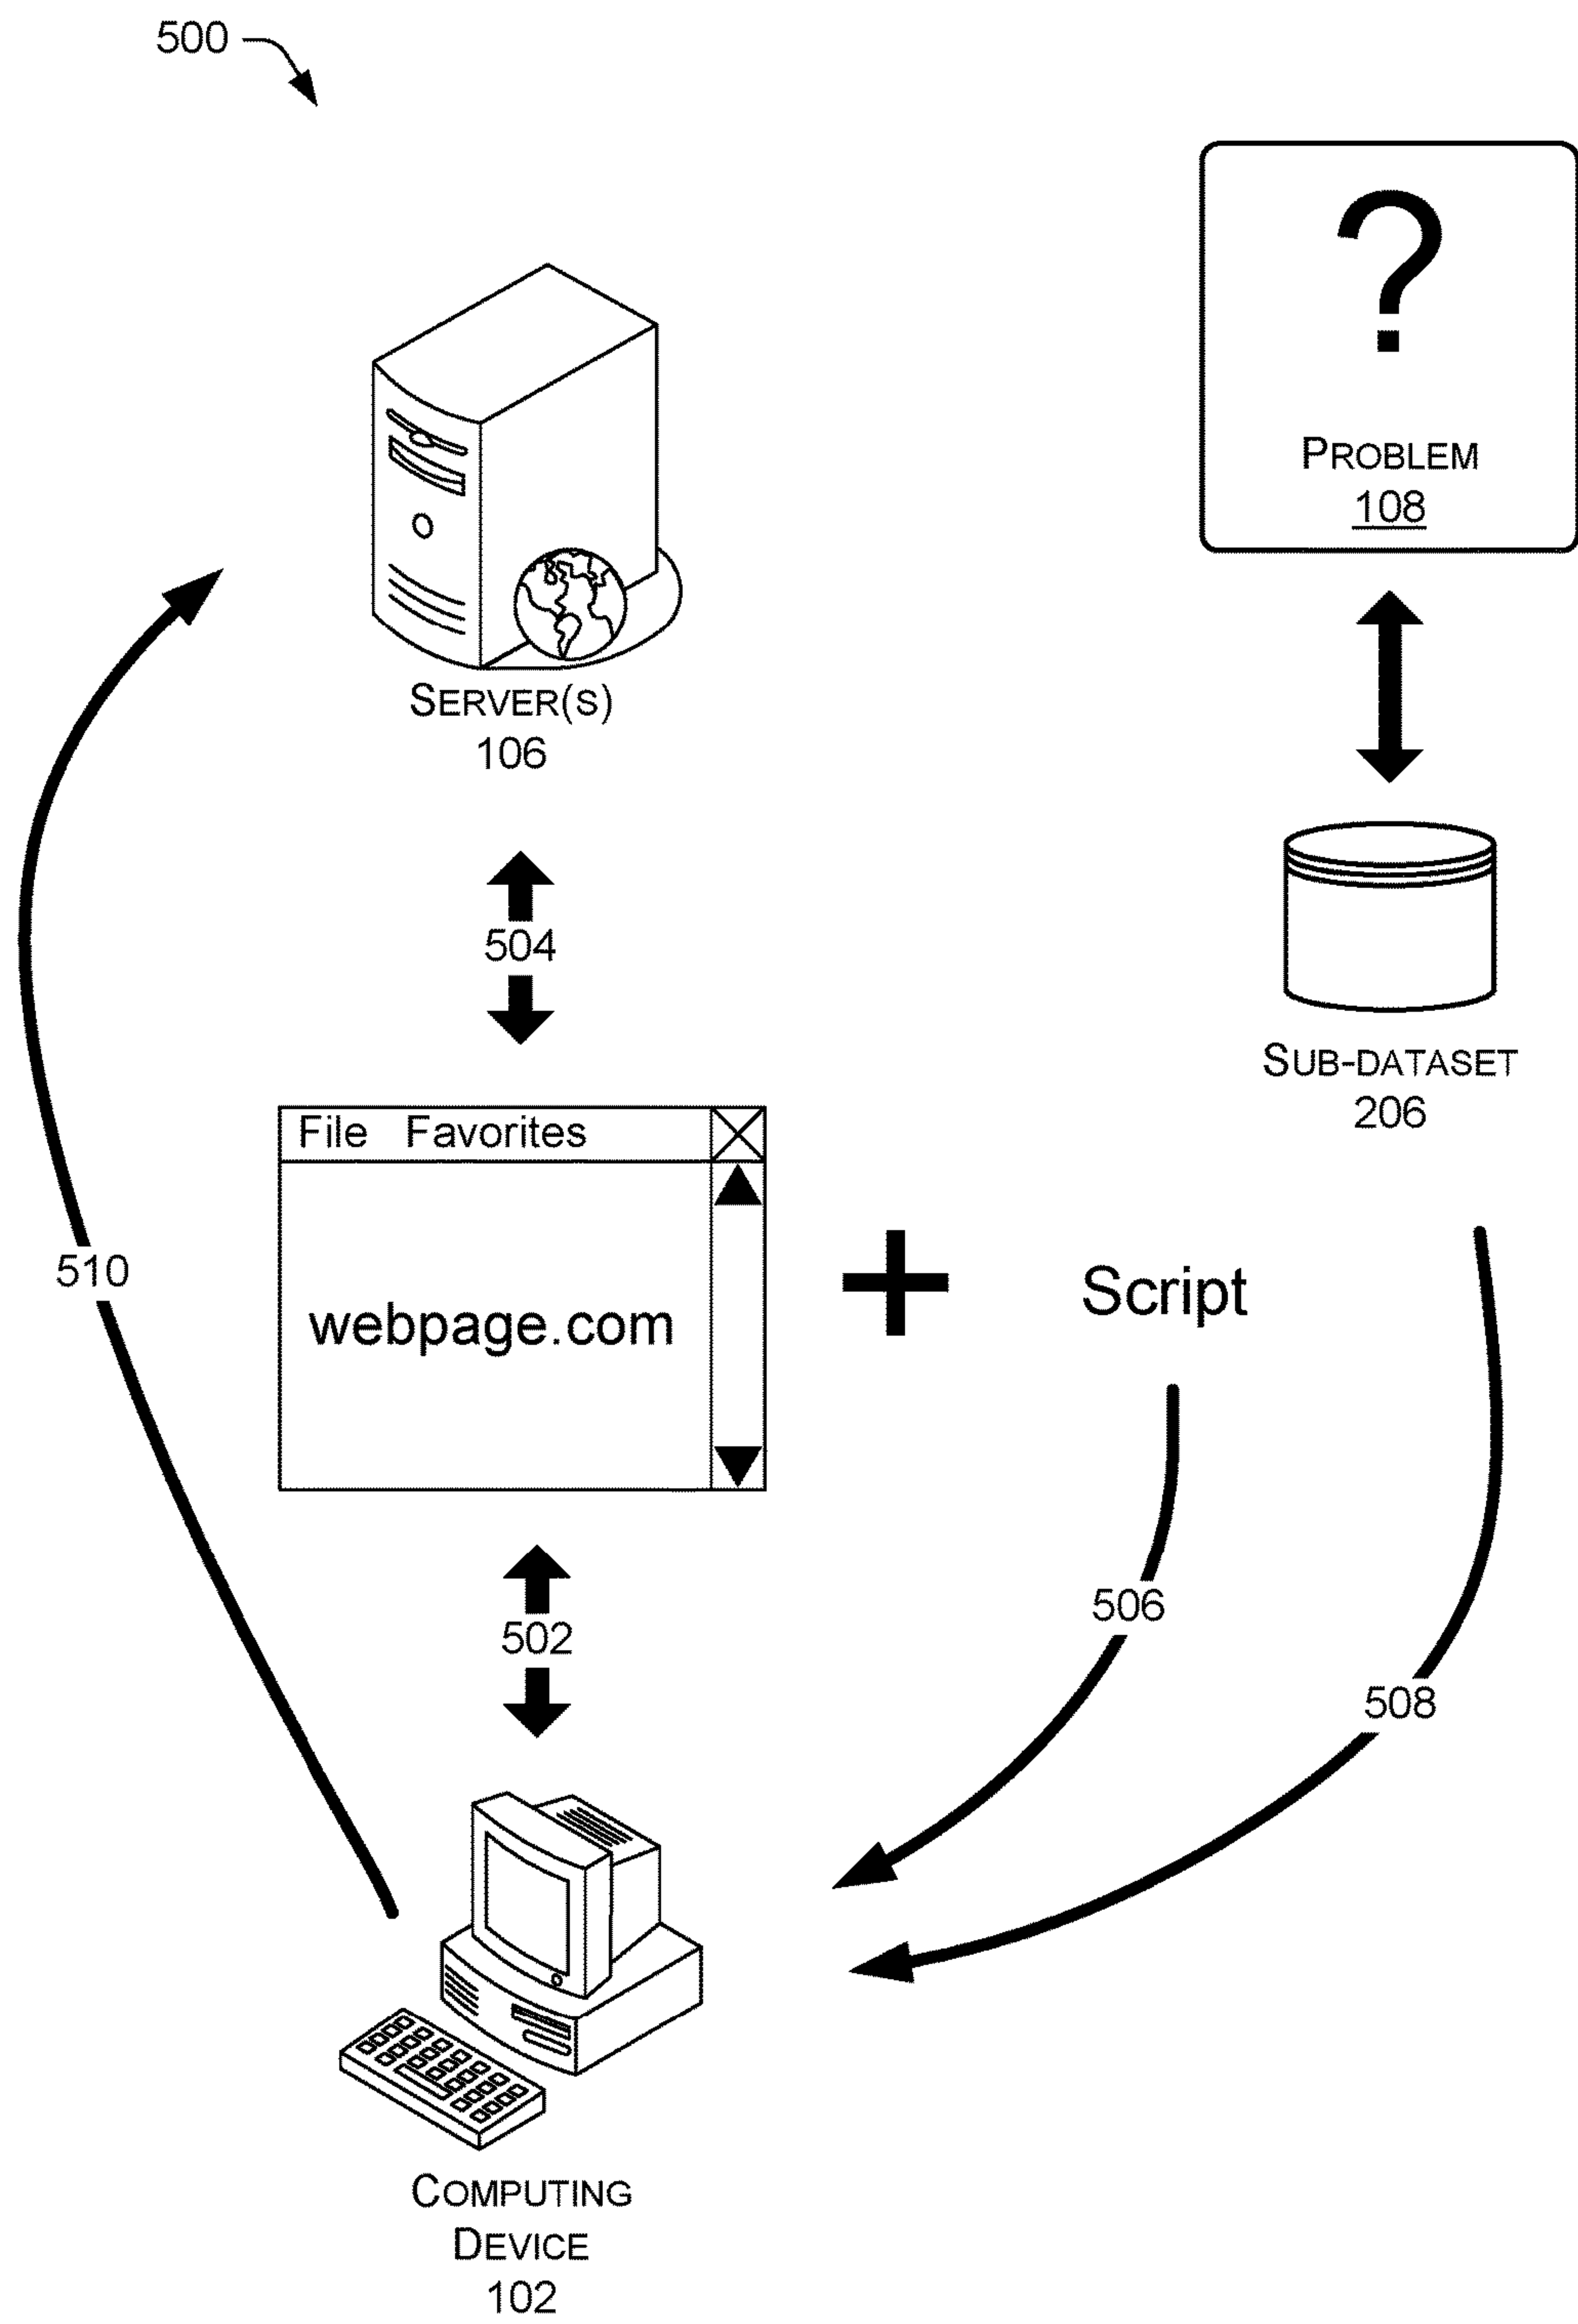 500
?
PROBLEM
108
SERVER(S)
106
504
SUB-DATASET
206
File Favorites
webpage.com
Script
510
502
506
508
COMPUTING
DEVICE
102